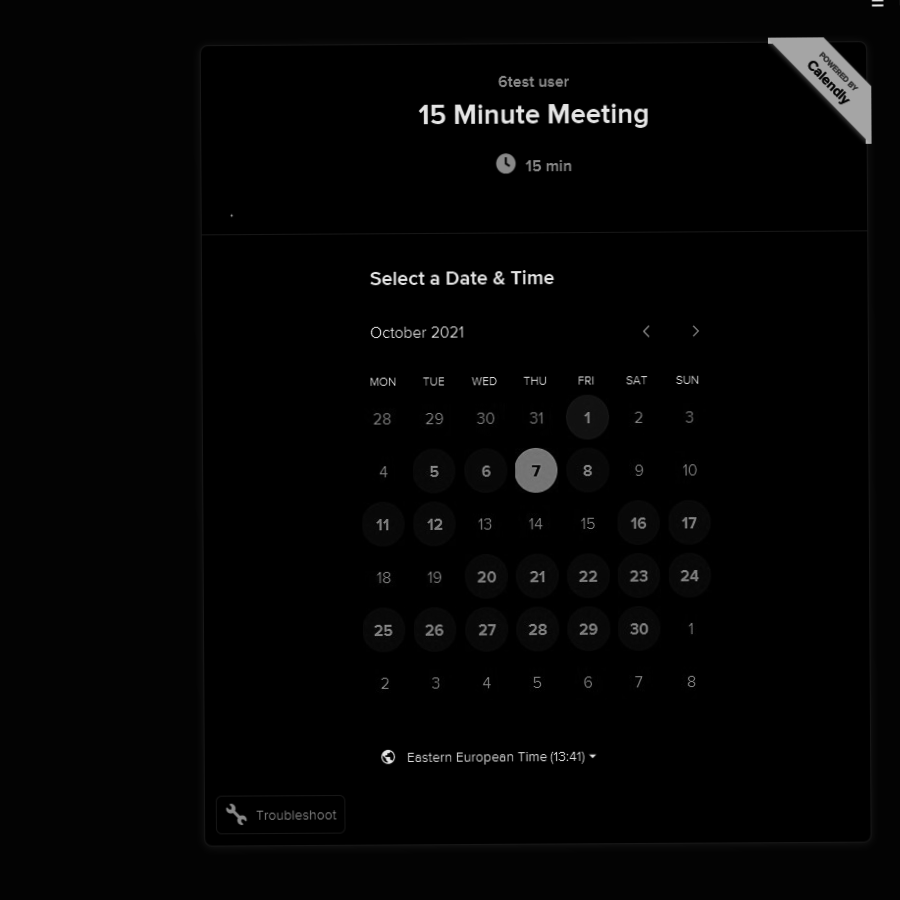 POWERED BY
Calendly
6test user
15 Minute Meeting
15 min
Select a Date & Time
October 2021
MON TUE WED THU FRI SAT SUN
28 29 30 31 1 2 3
4 5 6 7 8 9 10
11 12 13 14 15 16 17
18 19 20 21 22 23 24
25 26 27 28 29 30 1
2 3 4 5 6 7 8
Eastern European Time (13:41)
Troubleshoot